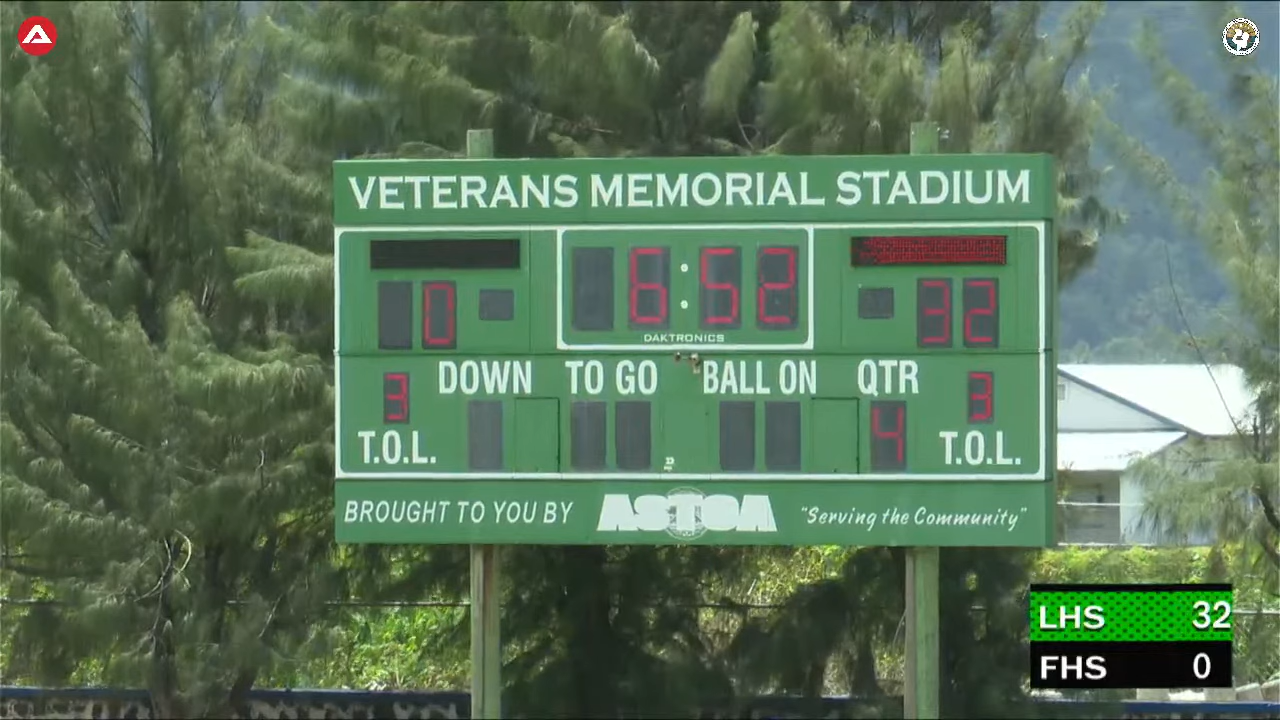 VETERANS MEMORIAL STADIUM
6:52
0
32
DAKTRONICS
DOWN TO GO BALL ON QTR
3
4
3
T.O.L.
T.O.L.
BROUGHT TO YOU BY ASTCA "Serving the Community"
LHS 32
FHS 0